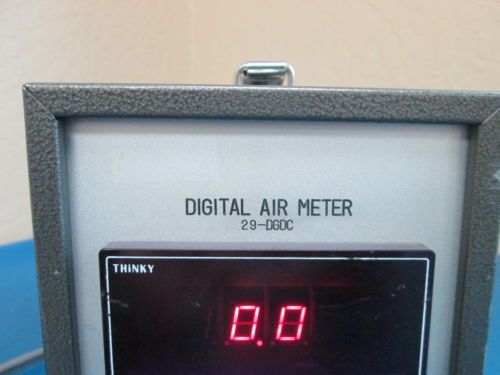 DIGITAL AIR METER
29-DGDC
THiNKY
0.0